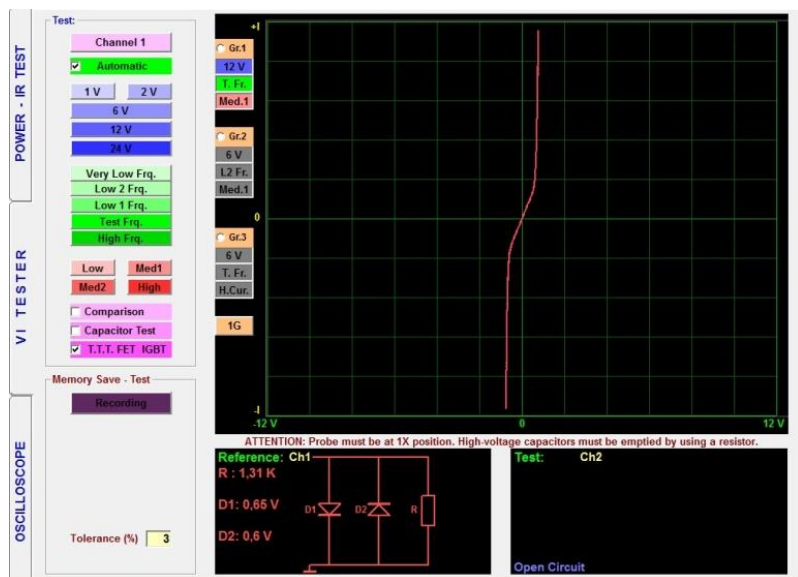 POWER - IR TEST
VI TESTER
OSCILLOSCOPE
Test:
Channel 1
Automatic
1 V 2 V
6 V
12 V
24 V
Very Low Frq.
Low 2 Frq.
Low 1 Frq.
Test Frq.
High Frq.
Low Med1
Med2 High
Comparison
Capacitor Test
T.T.T. FET IGBT
Memory Save - Test
Recording
Tolerance (%) 3
Gr.1
12 V
T. Fr.
Med.1
Gr.2
6 V
L2 Fr.
Med.1
Gr.3
6 V
T. Fr.
H.Cur.
1G
+I
0
-I
-12 V 0 12 V
ATTENTION: Probe must be at 1X position. High-voltage capacitors must be emptied by using a resistor.
Reference: Ch1
R : 1,31 K
D1: 0,65 V
D2: 0,6 V
D1 D2 R
Test: Ch2
Open Circuit